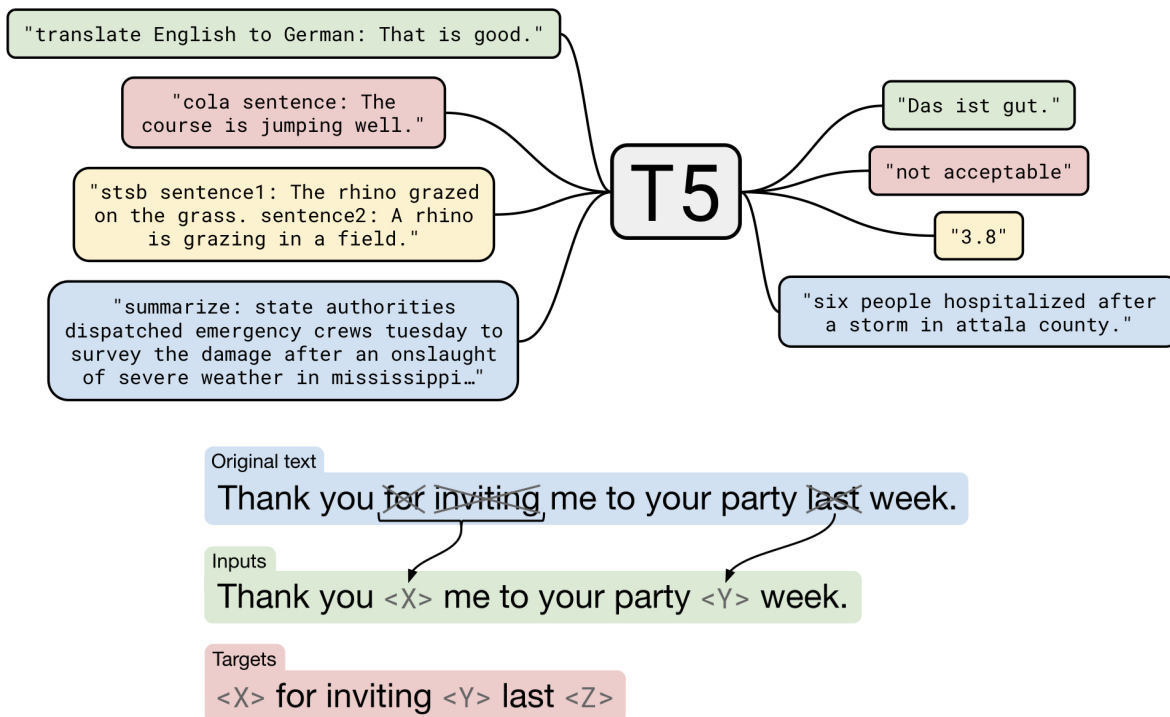 "translate English to German: That is good."
"cola sentence: The
course is jumping well."
"stsb sentence1: The rhino grazed
on the grass. sentence2: A rhino
is grazing in a field."
"summarize: state authorities
dispatched emergency crews tuesday to
survey the damage after an onslaught
of severe weather in mississippi…"
T5
"Das ist gut."
"not acceptable"
"3.8"
"six people hospitalized after
a storm in attala county."
Original text
Thank you for inviting me to your party last week.
Inputs
Thank you <X> me to your party <Y> week.
Targets
<X> for inviting <Y> last <Z>